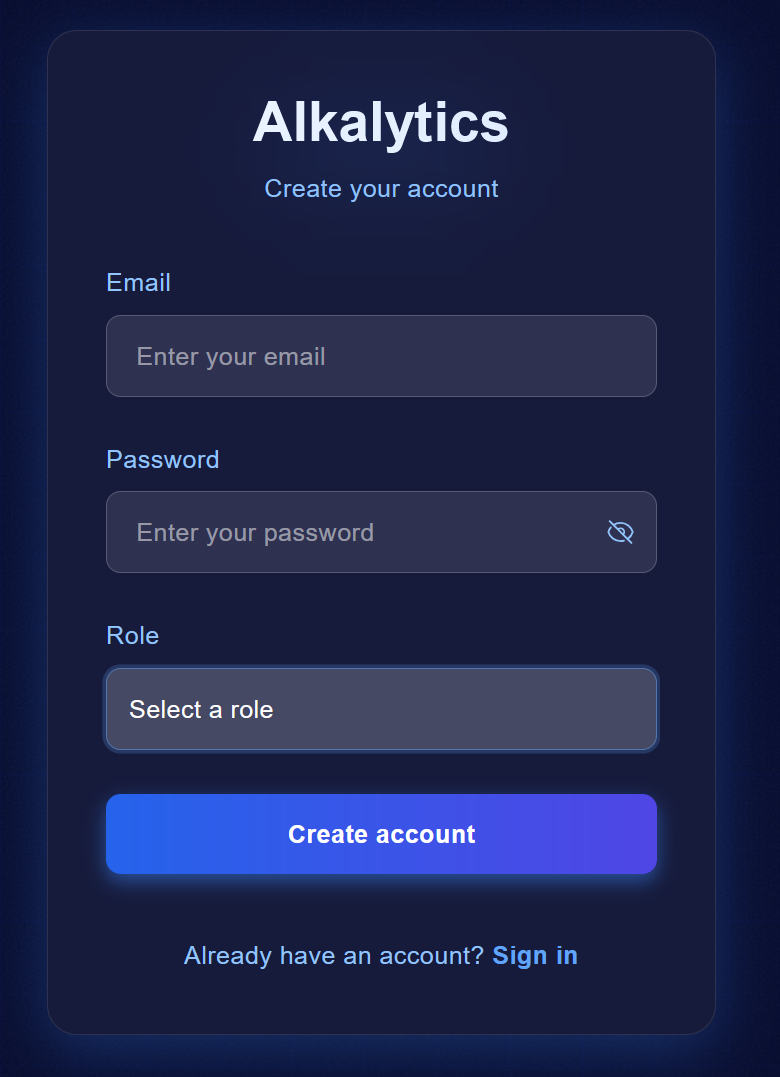 Alkalytics
Create your account
Email
Enter your email
Password
Enter your password
Role
Select a role
Create account
Already have an account? Sign in